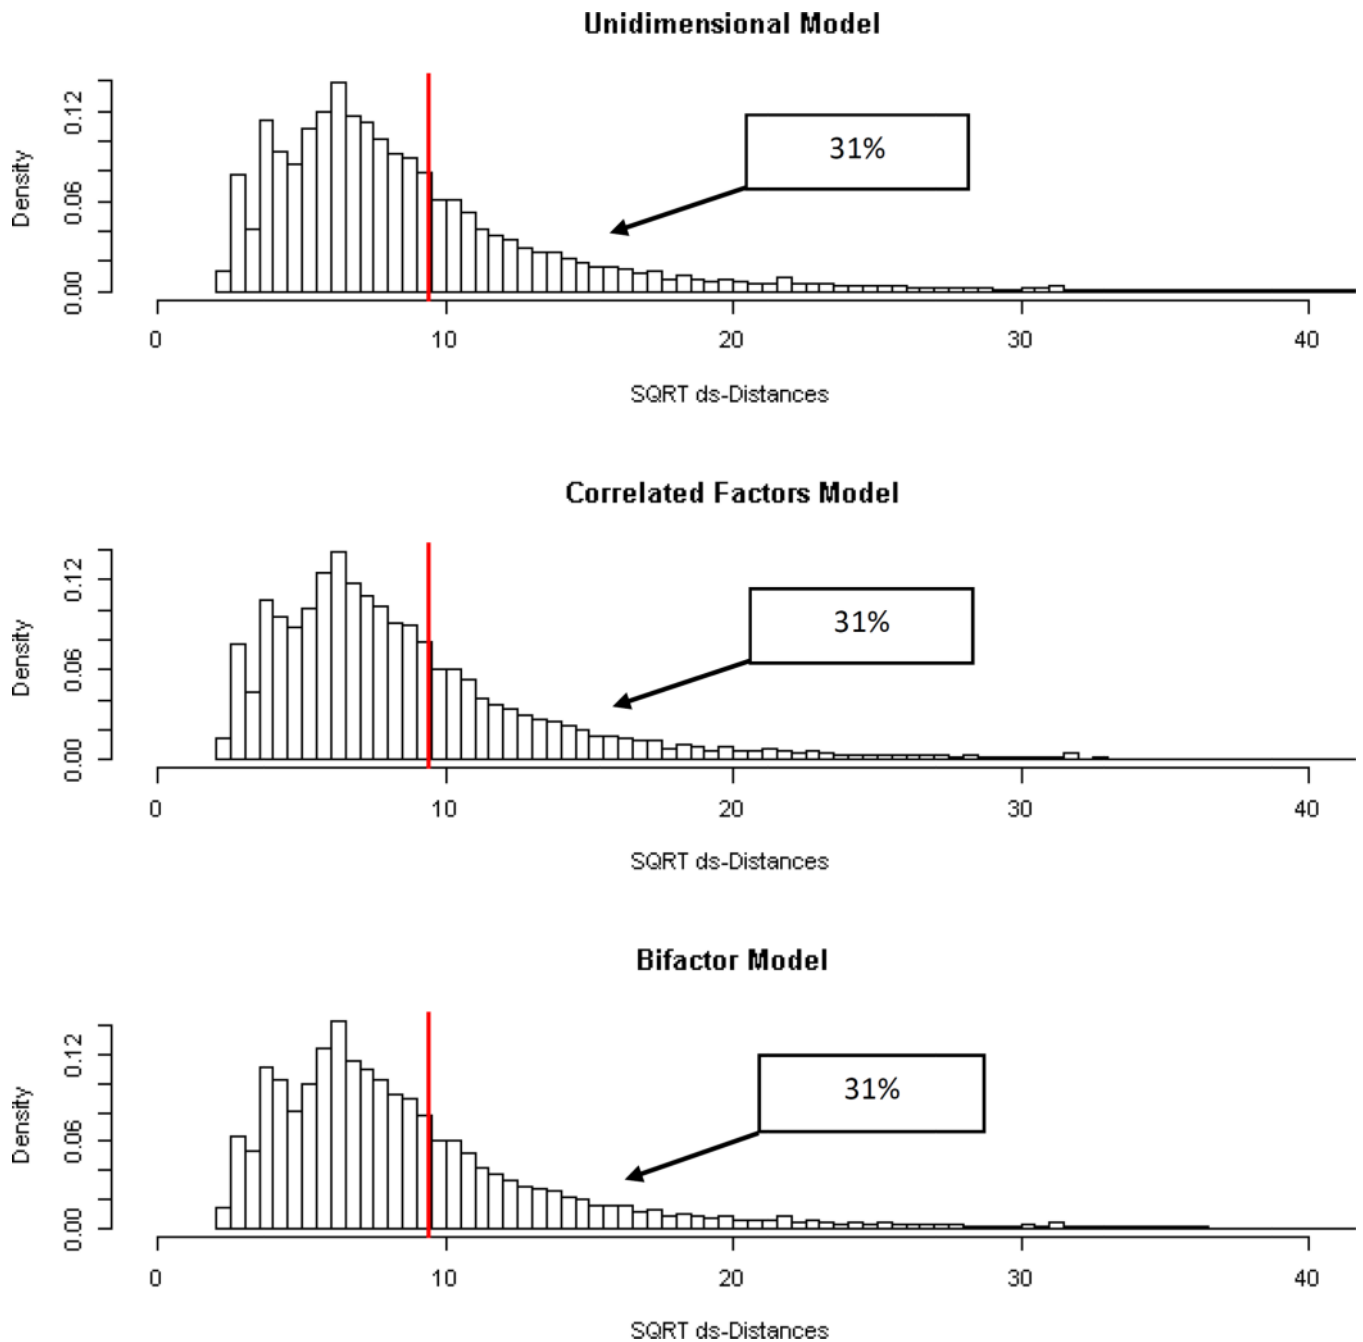 Unidimensional Model
Density
0.00 0.06 0.12
31%
0 10 20 30 40
SQRT ds-Distances
Correlated Factors Model
Density
0.00 0.06 0.12
31%
0 10 20 30 40
SQRT ds-Distances
Bifactor Model
Density
0.00 0.06 0.12
31%
0 10 20 30 40
SQRT ds-Distances